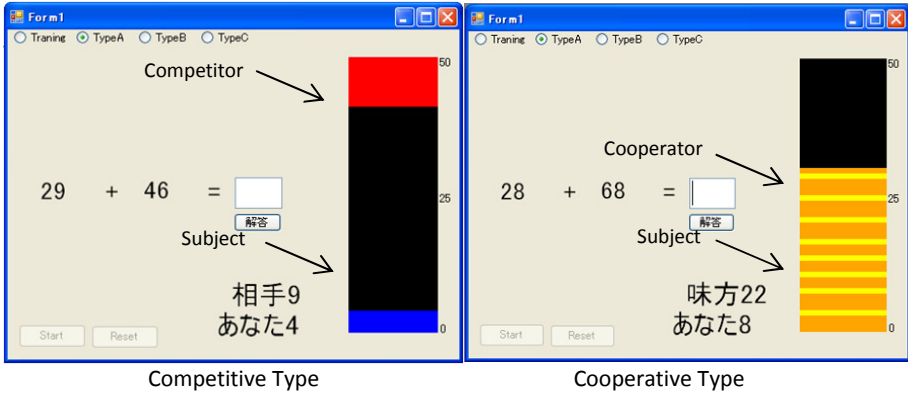 Form1
Traning TypeA TypeB TypeC
50
Competitor
29 + 46 =
25
解答
Subject
相手9
あなた4
0
Start Reset
Competitive Type
Form1
Traning TypeA TypeB TypeC
50
Cooperator
28 + 68 =
25
解答
Subject
味方22
あなた8
0
Start Reset
Cooperative Type